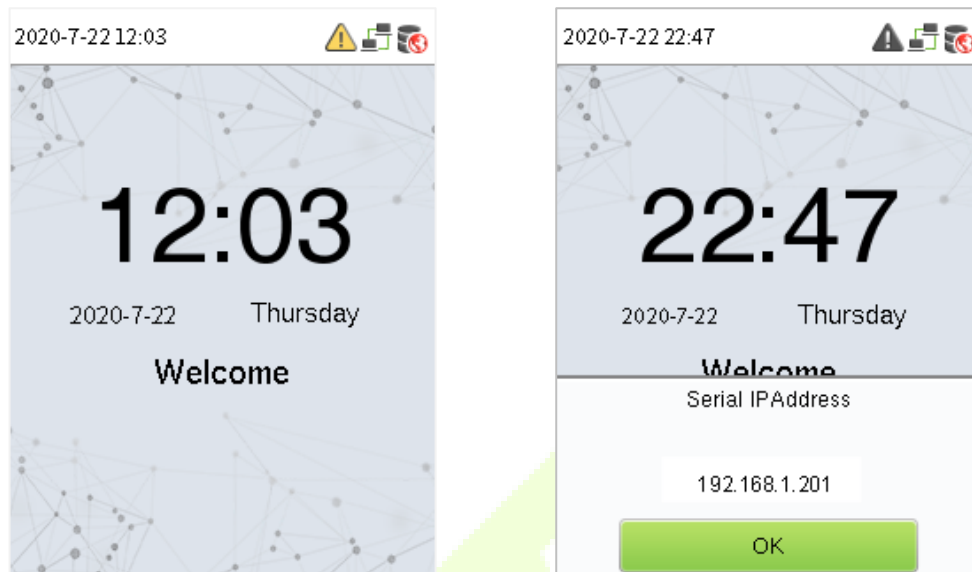 2020-7-22 12:03
12:03
2020-7-22 Thursday
Welcome
2020-7-22 22:47
22:47
2020-7-22 Thursday
Welcome
Serial IPAddress
192.168.1.201
OK